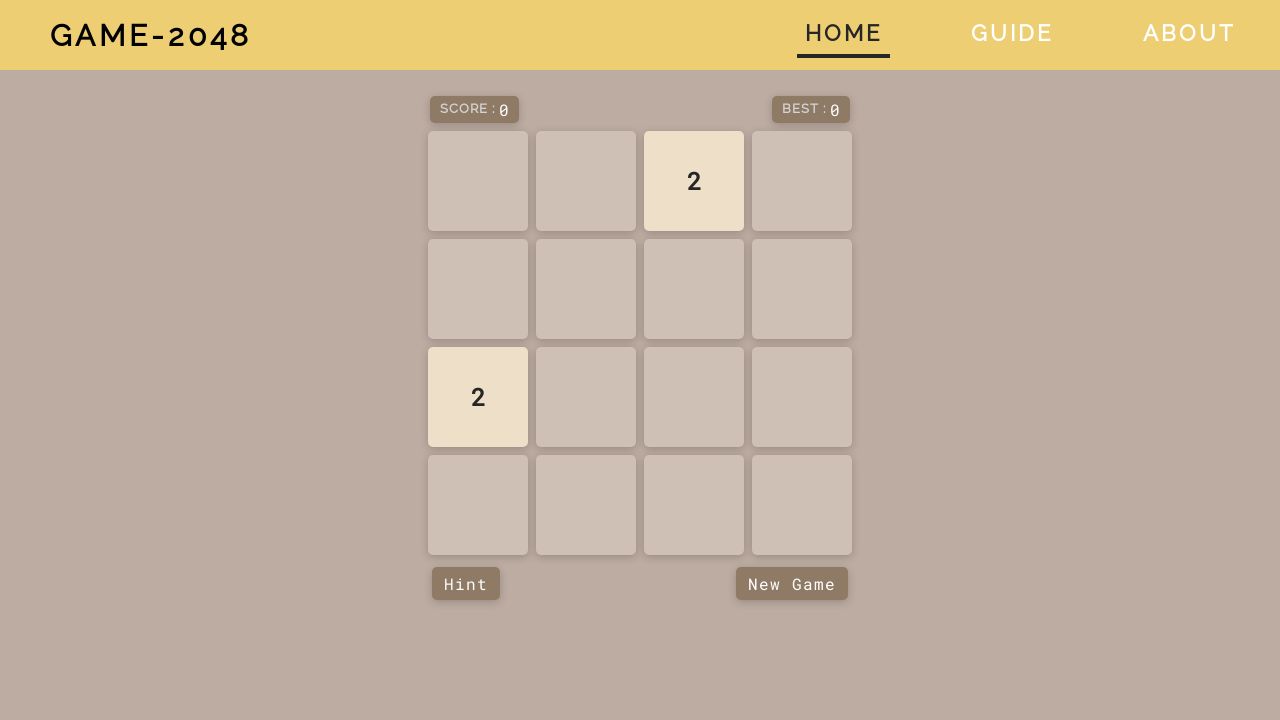 GAME-2048 HOME GUIDE ABOUT
SCORE : 0 BEST : 0
2
2
Hint New Game